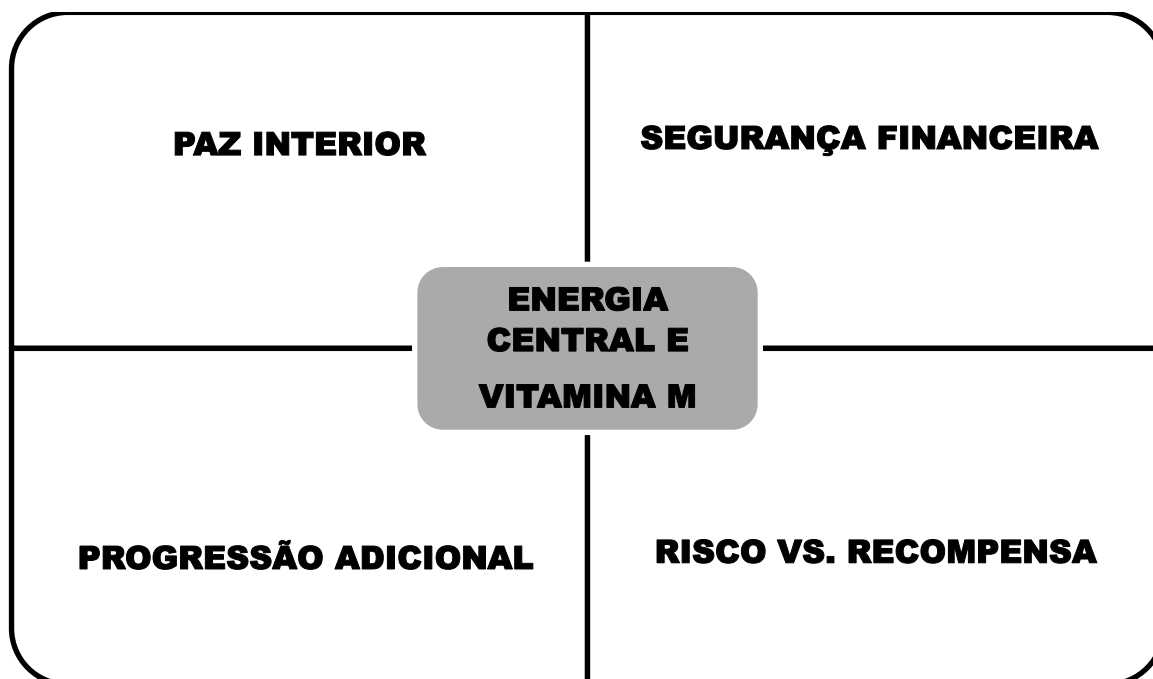 PAZ INTERIOR
SEGURANÇA FINANCEIRA
ENERGIA
CENTRAL E
VITAMINA M
PROGRESSÃO ADICIONAL
RISCO VS. RECOMPENSA